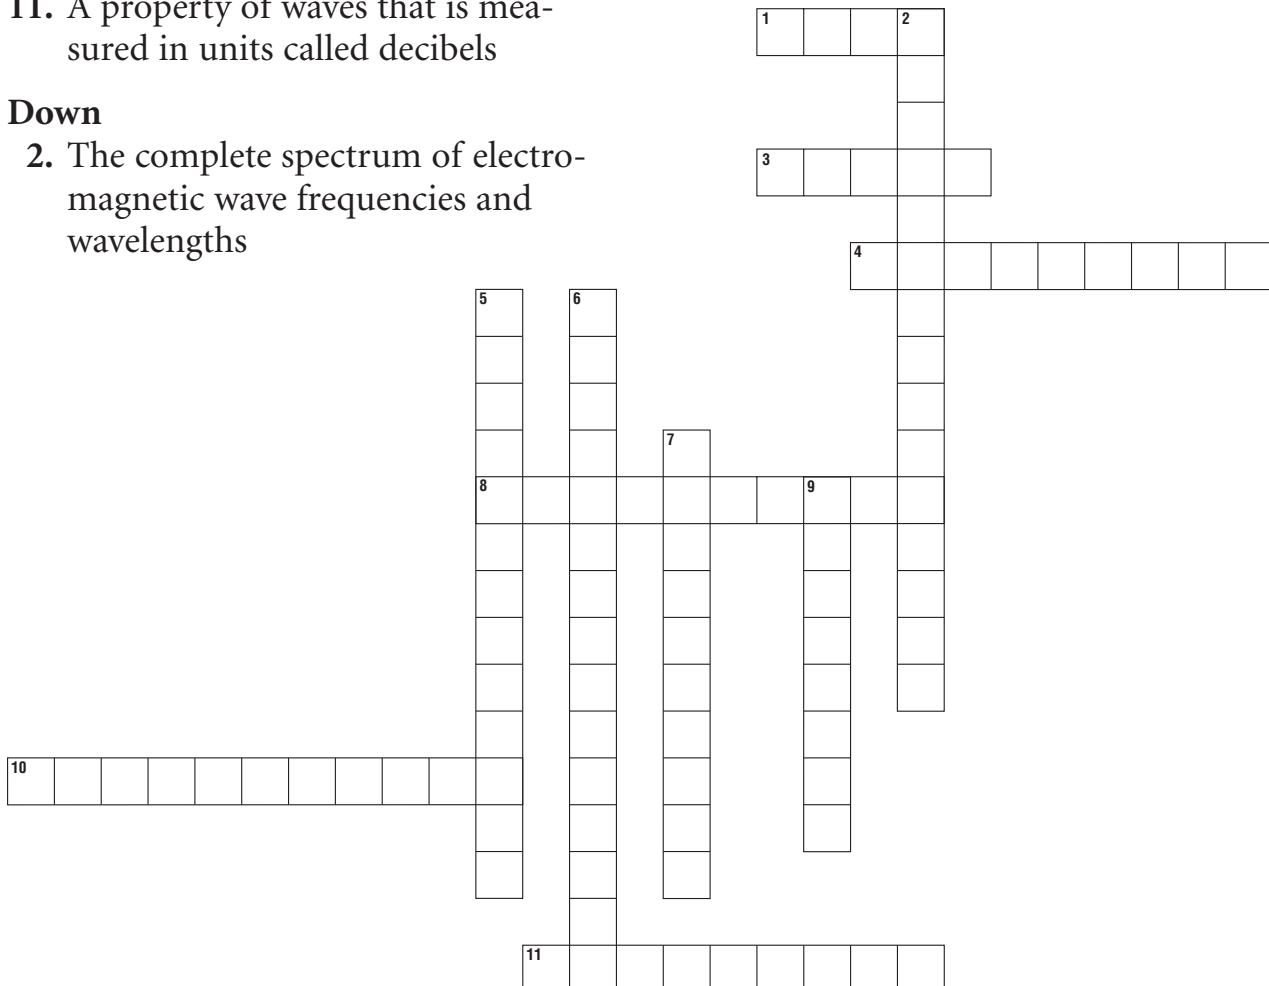 11. A property of waves that is mea-
sured in units called decibels
Down
2. The complete spectrum of electro-
magnetic wave frequencies and
wavelengths
1
2
3
4
5
6
7
8
9
10
11